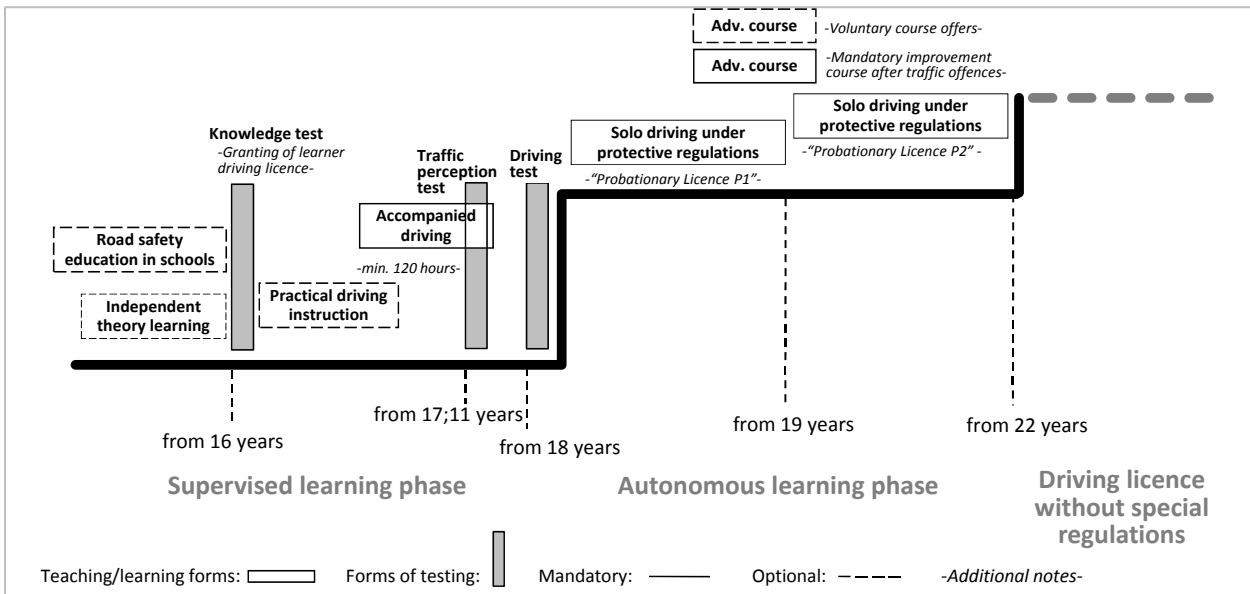 Adv. course
-Voluntary course offers-
Adv. course
-Mandatory improvement
course after traffic offences-
Solo driving under
protective regulations
-“Probationary Licence P2” -
Solo driving under
protective regulations
-“Probationary Licence P1”-
Knowledge test
-Granting of learner
driving licence-
Traffic
perception
test
Driving
test
Accompanied
driving
-min. 120 hours-
Road safety
education in schools
Independent
theory learning
Practical driving
instruction
from 16 years
from 17;11 years
from 18 years
from 19 years
from 22 years
Supervised learning phase
Autonomous learning phase
Driving licence
without special
regulations
Teaching/learning forms:
Forms of testing:
Mandatory:
Optional:
-Additional notes-